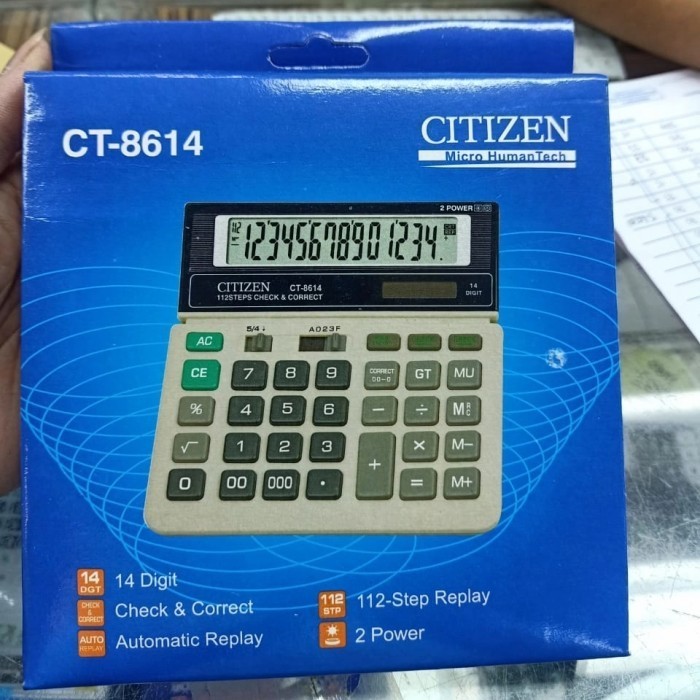 CT-8614
CITIZEN
Micro HumanTech
2 POWER
12345678901234.
CITIZEN CT-8614
112STEPS CHECK & CORRECT
14
DIGIT
5/4 ↓ A023F
AC
CE 7 8 9 CORRECT 00→0 GT MU
% 4 5 6 − ÷
√ 1 2 3 + × M−
0 00 000 · = M+
14 DGT 14 Digit
CHECK & CORRECT Check & Correct
112 STP 112-Step Replay
AUTO REPLAY Automatic Replay
2 Power